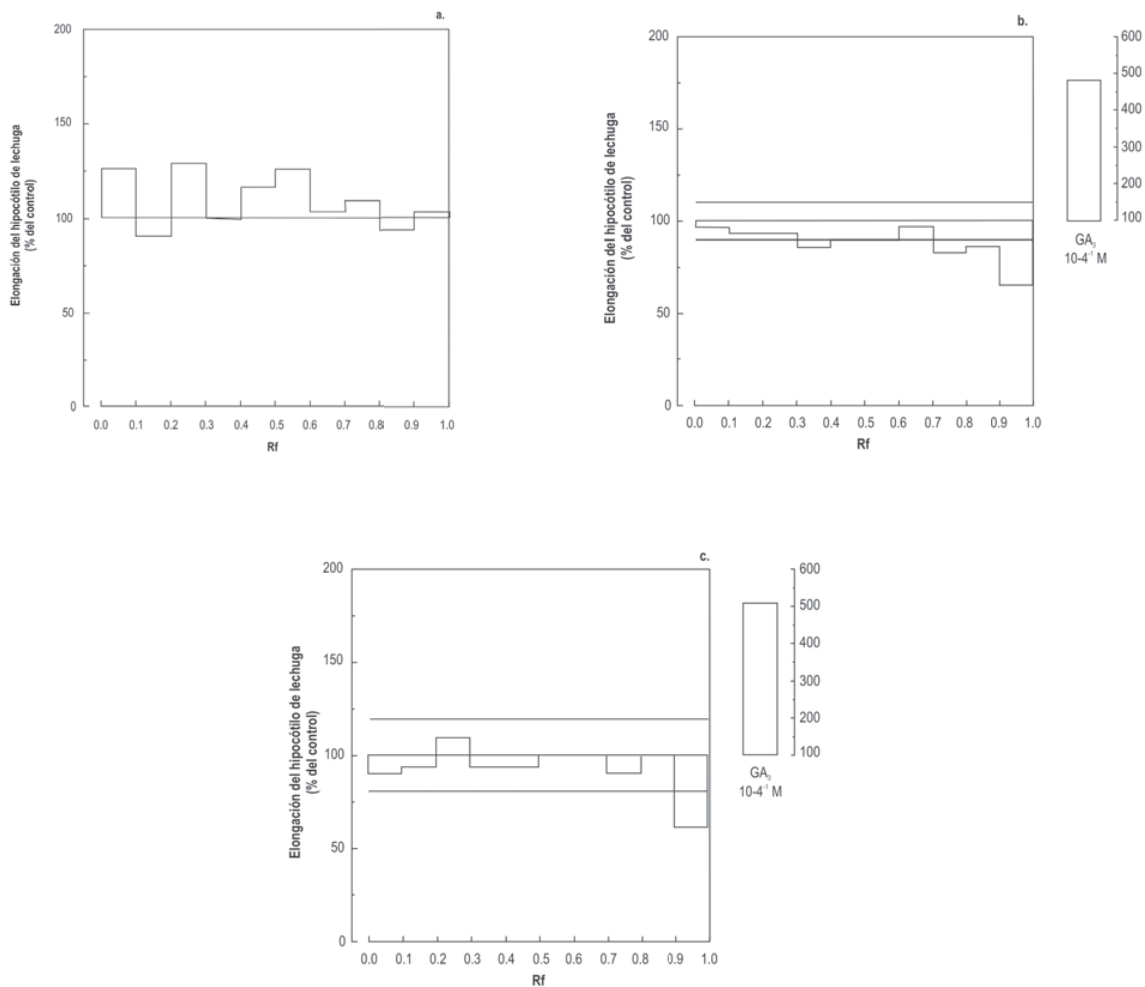 a.
200
150
100
50
0
Elongación del hipocótilo de lechuga
(% del control)
0.0 0.1 0.2 0.3 0.4 0.5 0.6 0.7 0.8 0.9 1.0
Rf
b.
200
150
100
50
0
Elongación del hipocótilo de lechuga
(% del control)
0.0 0.1 0.2 0.3 0.4 0.5 0.6 0.7 0.8 0.9 1.0
Rf
600
500
400
300
200
100
GA₃
10-4⁻¹ M
c.
200
150
100
50
0
Elongación del hipocótilo de lechuga
(% del control)
0.0 0.1 0.2 0.3 0.4 0.5 0.6 0.7 0.8 0.9 1.0
Rf
600
500
400
300
200
100
GA₃
10-4⁻¹ M